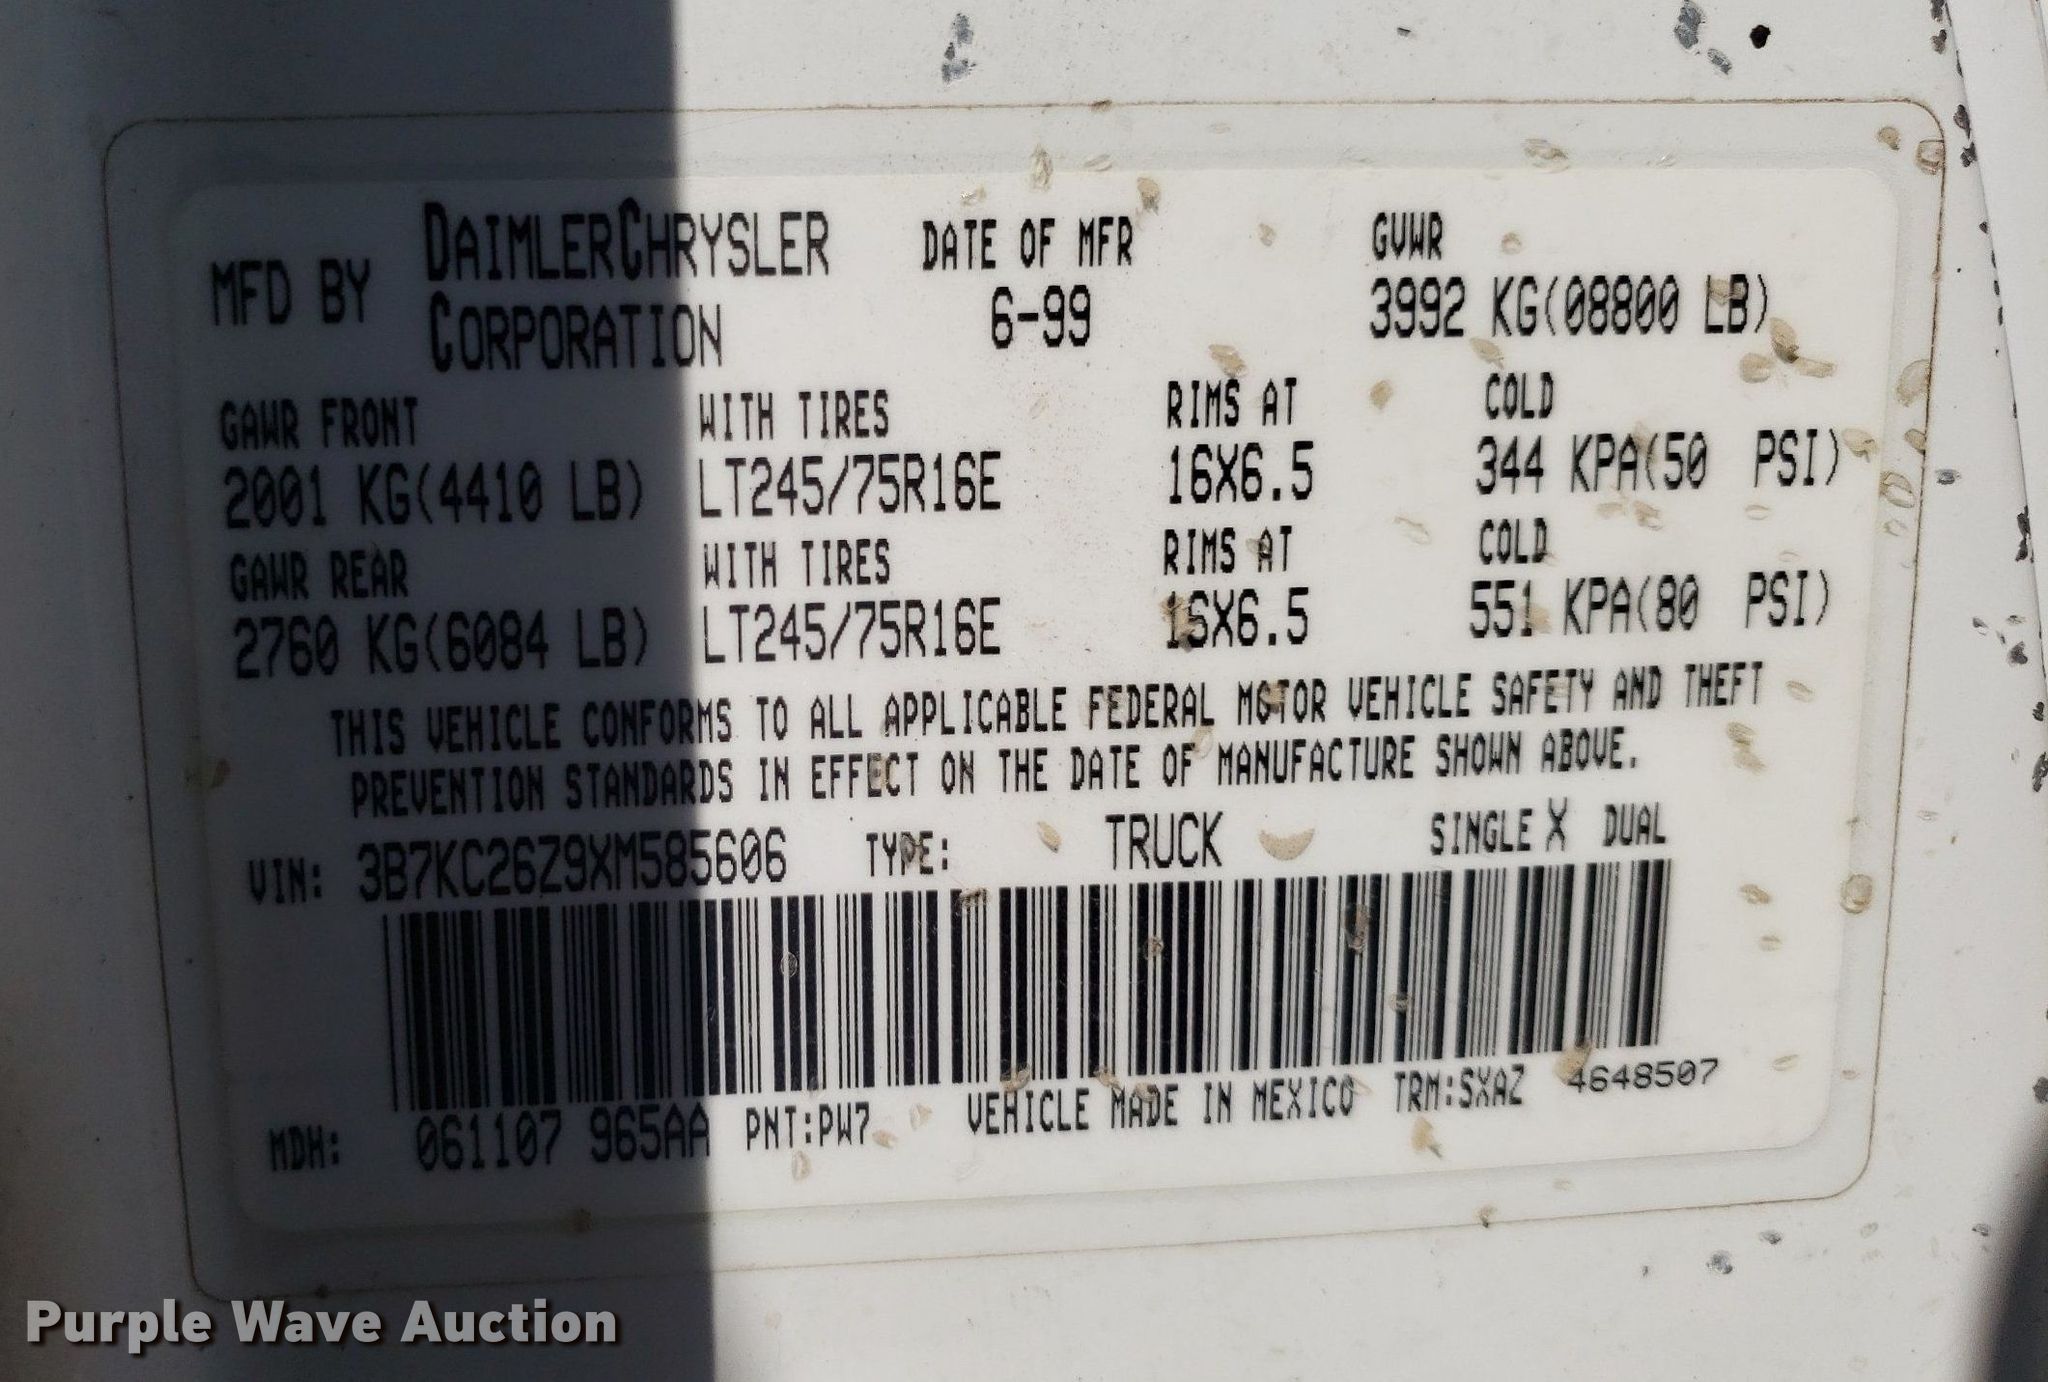 MFD BY DAIMLERCHRYSLER CORPORATION DATE OF MFR 6-99 GVWR 3992 KG(08800 LB)
GAWR FRONT WITH TIRES RIMS AT COLD
2001 KG(4410 LB) LT245/75R16E 16X6.5 344 KPA(50 PSI)
GAWR REAR WITH TIRES RIMS AT COLD
2760 KG(6084 LB) LT245/75R16E 16X6.5 551 KPA(80 PSI)
THIS VEHICLE CONFORMS TO ALL APPLICABLE FEDERAL MOTOR VEHICLE SAFETY AND THEFT
PREVENTION STANDARDS IN EFFECT ON THE DATE OF MANUFACTURE SHOWN ABOVE.
VIN: 3B7KC26Z9XM585606 TYPE: TRUCK SINGLE X DUAL
MDH: 061107 965AA PNT:PW7 VEHICLE MADE IN MEXICO TRM:SXAZ 4648507
Purple Wave Auction